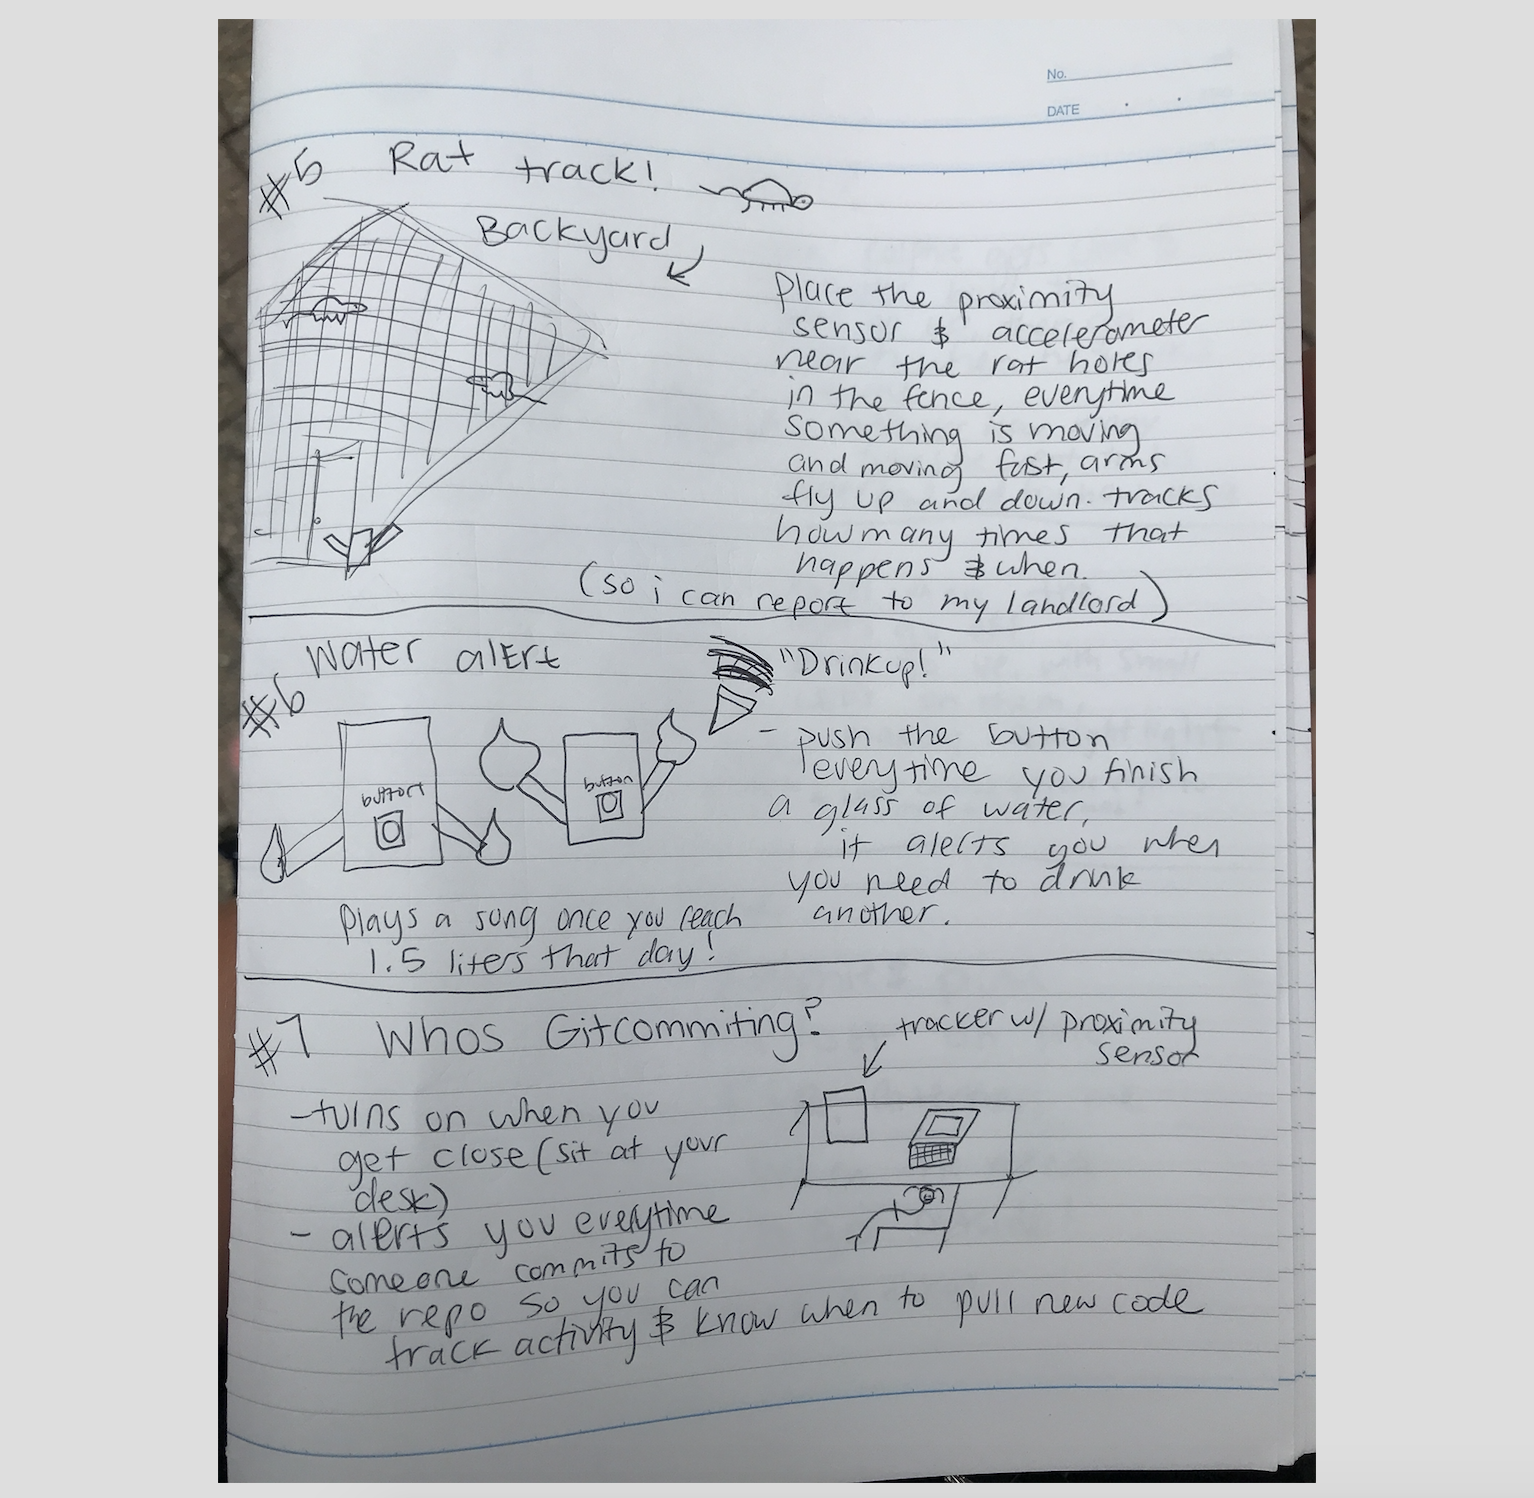 No.
DATE
#5 Rat track!
Backyard
Place the proximity
sensor & accelerometer
near the rat holes
in the fence, everytime
something is moving
and moving fast, arms
fly up and down. tracks
how many times that
happens & when.
(so i can report to my landlord)
#6 Water alert
"Drinkup!"
button
button
- push the button
everytime you finish
a glass of water,
it alerts you when
you need to drink
another.
plays a song once you reach
1.5 liters that day!
#7 Whos Gitcommiting?
tracker w/ proximity
sensor
- turns on when you
get close (sit at your
desk)
- alerts you everytime
someone commits to
the repo so you can
track activity & know when to pull new code